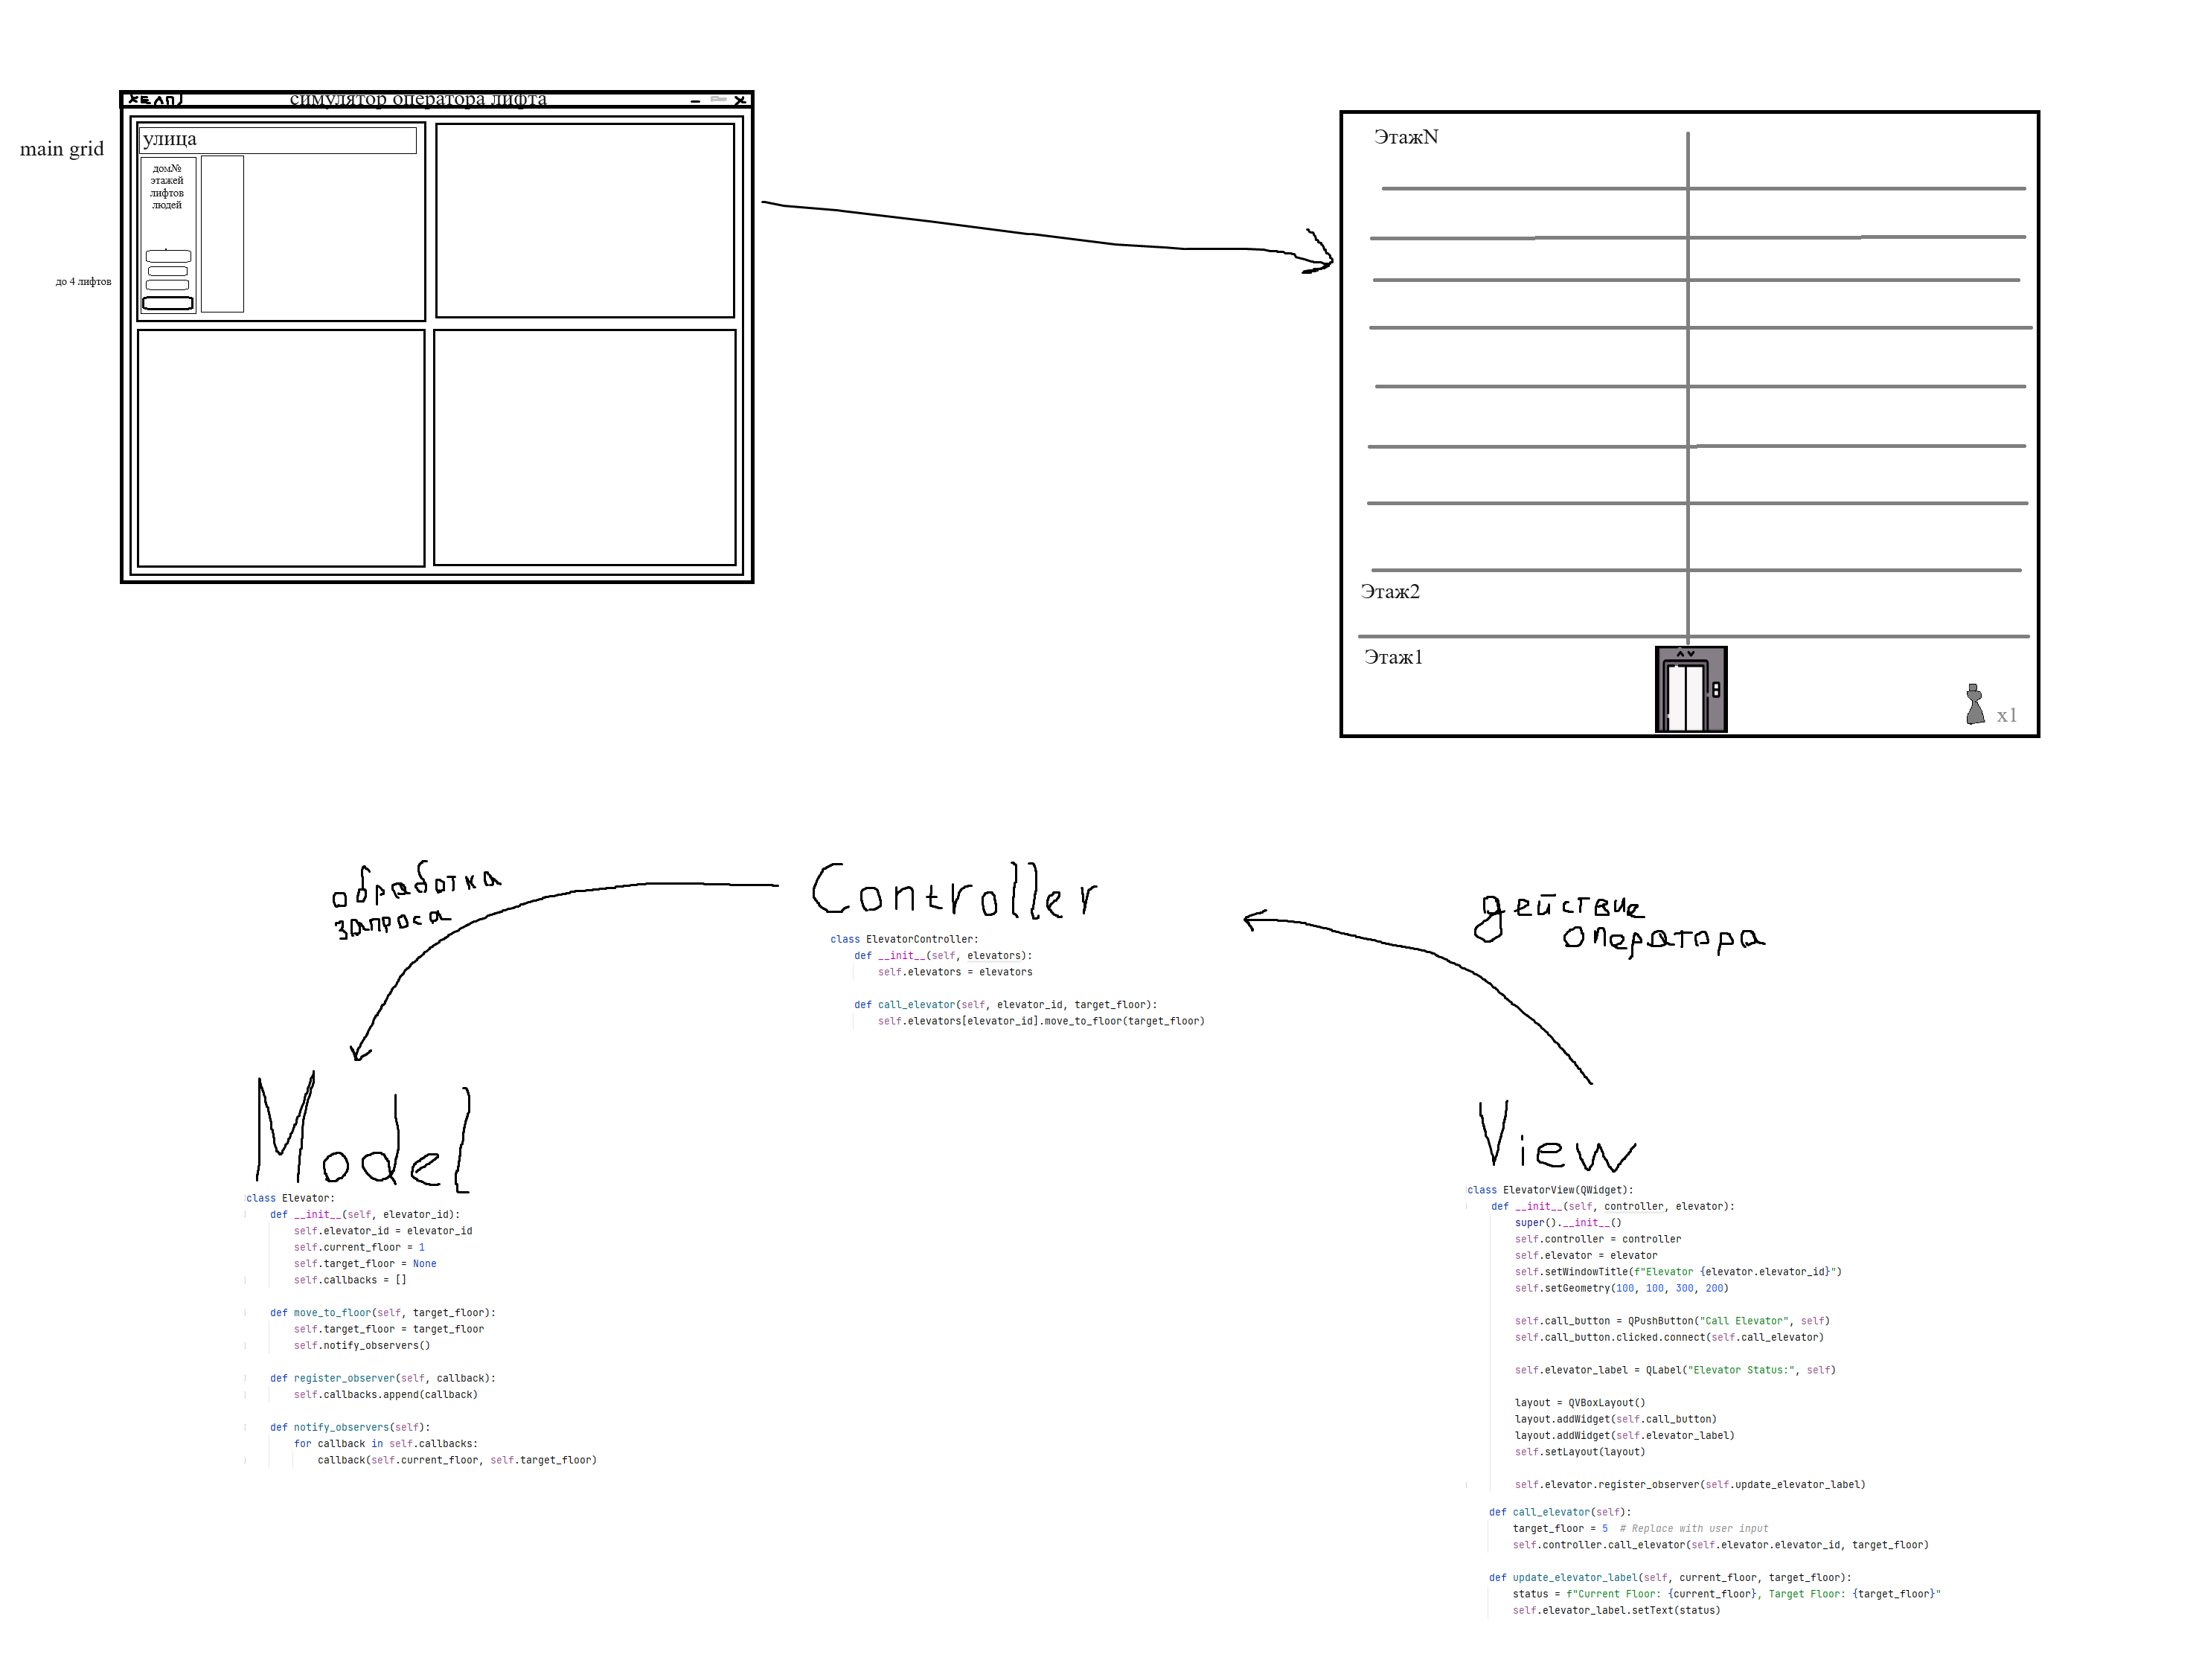 хелп
симулятор оператора лифта
main grid
улица
дом№
этажей
лифтов
людей
до 4 лифтов
ЭтажN
Этаж2
Этаж1
x1
обработка
запроса
Controller
class ElevatorController:
def __init__(self, elevators):
self.elevators = elevators
def call_elevator(self, elevator_id, target_floor):
self.elevators[elevator_id].move_to_floor(target_floor)
действие
оператора
Model
class Elevator:
def __init__(self, elevator_id):
self.elevator_id = elevator_id
self.current_floor = 1
self.target_floor = None
self.callbacks = []
def move_to_floor(self, target_floor):
self.target_floor = target_floor
self.notify_observers()
def register_observer(self, callback):
self.callbacks.append(callback)
def notify_observers(self):
for callback in self.callbacks:
callback(self.current_floor, self.target_floor)
View
class ElevatorView(QWidget):
def __init__(self, controller, elevator):
super().__init__()
self.controller = controller
self.elevator = elevator
self.setWindowTitle(f"Elevator {elevator.elevator_id}")
self.setGeometry(100, 100, 300, 200)
self.call_button = QPushButton("Call Elevator", self)
self.call_button.clicked.connect(self.call_elevator)
self.elevator_label = QLabel("Elevator Status:", self)
layout = QVBoxLayout()
layout.addWidget(self.call_button)
layout.addWidget(self.elevator_label)
self.setLayout(layout)
self.elevator.register_observer(self.update_elevator_label)
def call_elevator(self):
target_floor = 5  # Replace with user input
self.controller.call_elevator(self.elevator.elevator_id, target_floor)
def update_elevator_label(self, current_floor, target_floor):
status = f"Current Floor: {current_floor}, Target Floor: {target_floor}"
self.elevator_label.setText(status)